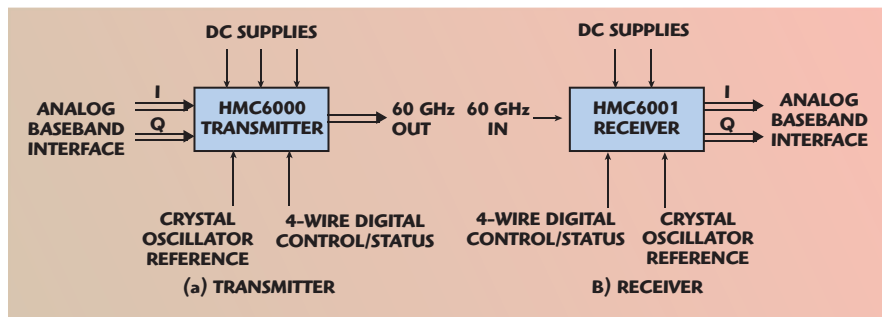 DC SUPPLIES
I
ANALOG
BASEBAND
INTERFACE
Q
HMC6000
TRANSMITTER
60 GHz
OUT
CRYSTAL
OSCILLATOR
REFERENCE
4-WIRE DIGITAL
CONTROL/STATUS
(a) TRANSMITTER
DC SUPPLIES
60 GHz
IN
HMC6001
RECEIVER
I
Q
ANALOG
BASEBAND
INTERFACE
4-WIRE DIGITAL
CONTROL/STATUS
CRYSTAL
OSCILLATOR
REFERENCE
B) RECEIVER